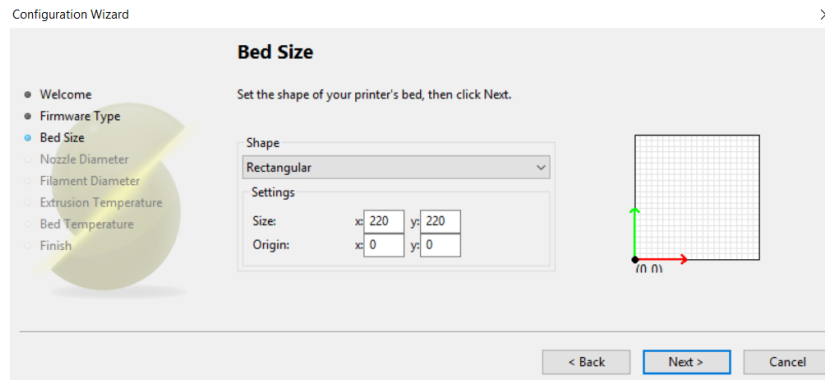 Configuration Wizard
Bed Size
Welcome
Firmware Type
Bed Size
Nozzle Diameter
Filament Diameter
Extrusion Temperature
Bed Temperature
Finish
Set the shape of your printer's bed, then click Next.
Shape
Rectangular
Settings
Size: x: 220 y: 220
Origin: x: 0 y: 0
(0,0)
< Back Next > Cancel